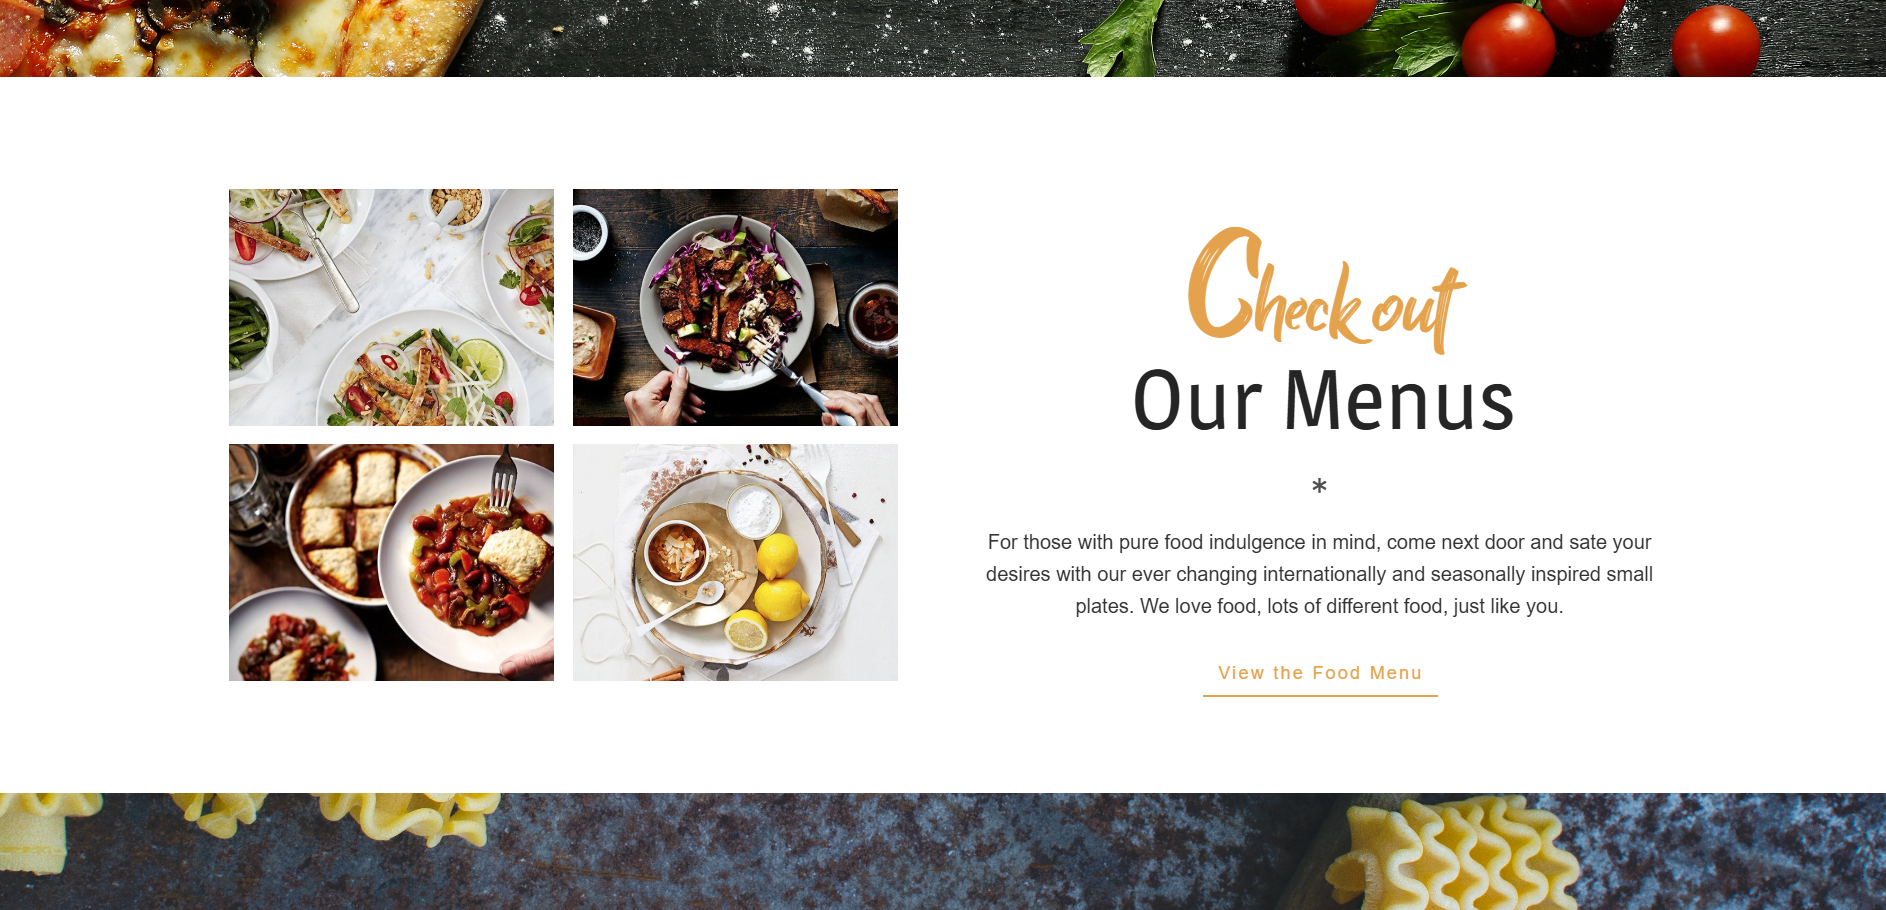 Check out
Our Menus
*
For those with pure food indulgence in mind, come next door and sate your
desires with our ever changing internationally and seasonally inspired small
plates. We love food, lots of different food, just like you.
View the Food Menu